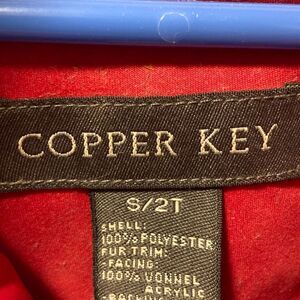 COPPER KEY
S/2T
SHELL:
100% POLYESTER
FUR TRIM:
-FACING:
100% VONNEL
ACRYLIC